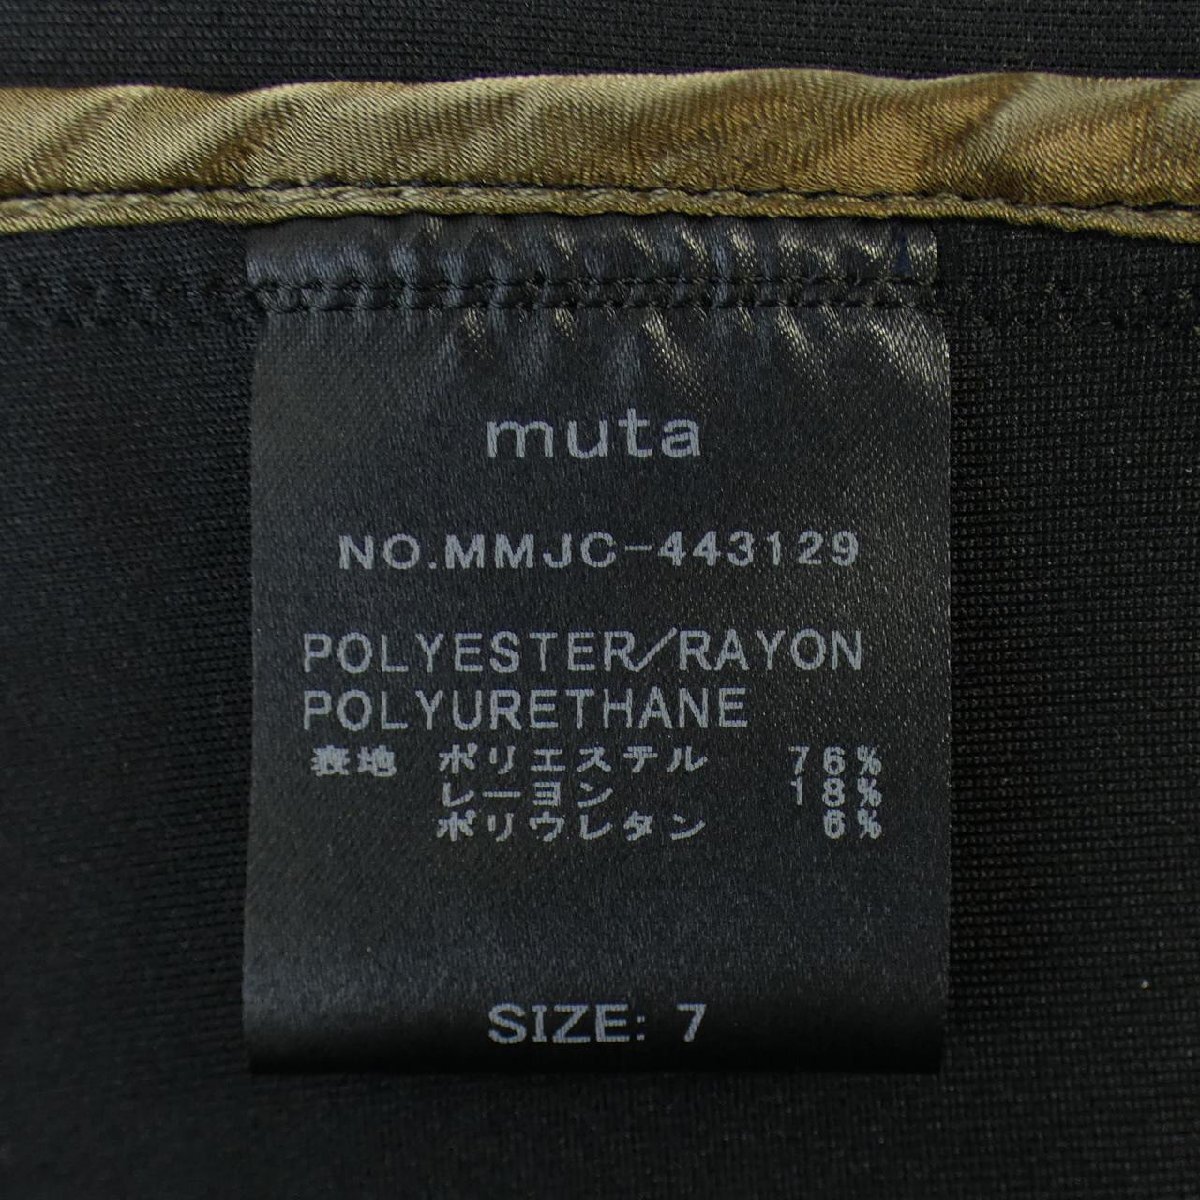 muta
NO.MMJC-443129
POLYESTER/RAYON
POLYURETHANE
表地 ポリエステル 76%
レーヨン 18%
ポリウレタン 6%
SIZE: 7